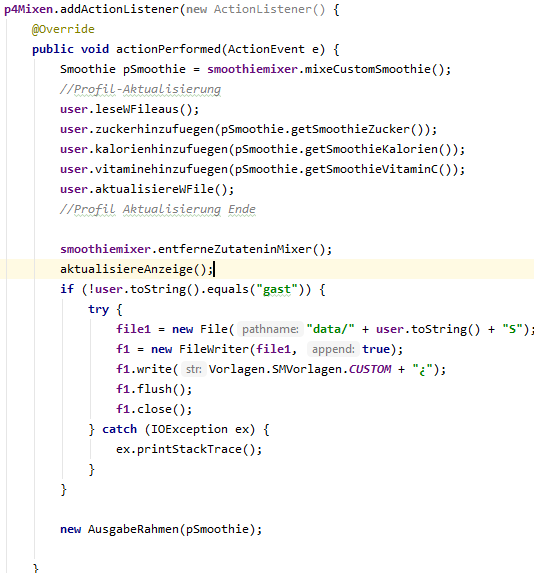 p4Mixen.addActionListener(new ActionListener() {
@Override
public void actionPerformed(ActionEvent e) {
Smoothie pSmoothie = smoothiemixer.mixeCustomSmoothie();
//Profil-Aktualisierung
user.leseWFileaus();
user.zuckerhinzufuegen(pSmoothie.getSmoothieZucker());
user.kalorienhinzufuegen(pSmoothie.getSmoothieKalorien());
user.vitaminehinzufuegen(pSmoothie.getSmoothieVitaminC());
user.aktualisiereWFile();
//Profil Aktualisierung Ende
smoothiemixer.entferneZutateninMixer();
aktualisiereAnzeige();
if (!user.toString().equals("gast")) {
try {
file1 = new File( pathname: "data/" + user.toString() + "S");
f1 = new FileWriter(file1, append: true);
f1.write( str: Vorlagen.SMVorlagen.CUSTOM + "¿");
f1.flush();
f1.close();
} catch (IOException ex) {
ex.printStackTrace();
}
}
new AusgabeRahmen(pSmoothie);
}